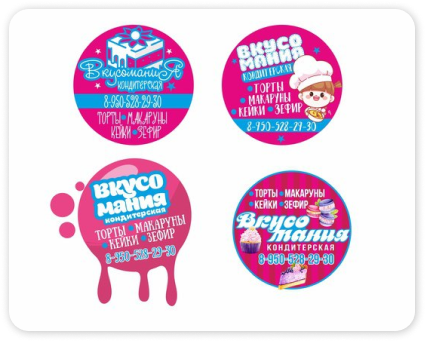 ВкусоманиЯ
КОНДИТЕРСКАЯ
8-950-528-29-30
ТОРТЫ • МАКАРУНЫ
КЕЙКИ • ЗЕФИР
ВКУСО
МАНИЯ
КОНДИТЕРСКАЯ
• ТОРТЫ
• МАКАРУНЫ
• КЕЙКИ • ЗЕФИР
8-750-528-27-30
ВКУСО
МАНИЯ
КОНДИТЕРСКАЯ
ТОРТЫ • МАКАРУНЫ
• КЕЙКИ • ЗЕФИР
8-950-528-29-30
• ТОРТЫ • МАКАРУНЫ
• КЕЙКИ • ЗЕФИР
Вкусо
мания
КОНДИТЕРСКАЯ
8-950-528-29-30